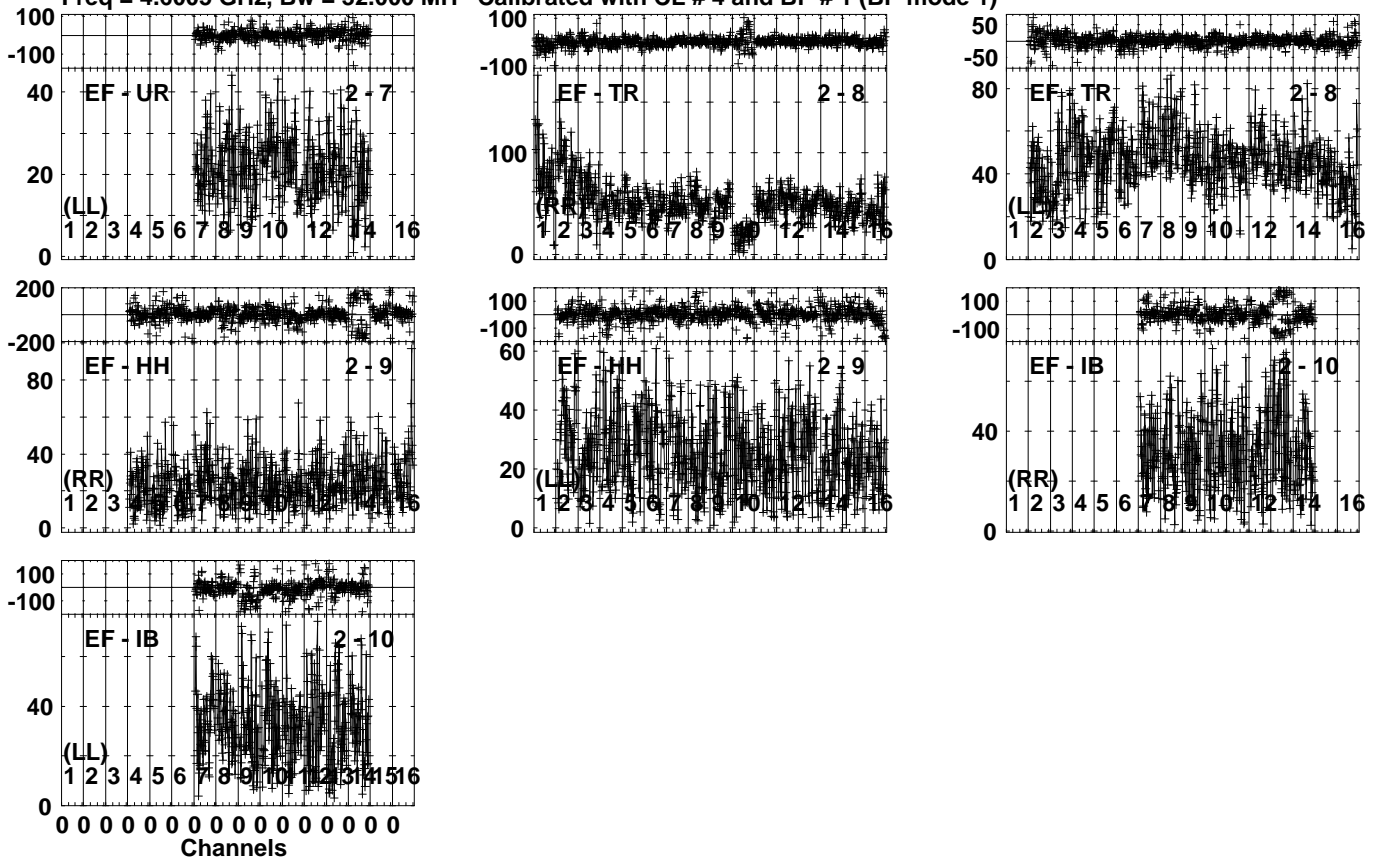 Freq = 4.6005 GHz, Bw = 32.000 MH Calibrated with CL # 4 and BP # 1 (BP mode 1)
100
-100
EF - UR 2 - 7
40
20
(LL)
1 2 3 4 5 6 7 8 9 10 12 14 16
0
100
-100
EF - TR 2 - 8
100
(RR)
1 2 3 4 5 6 7 8 9 10 12 14 16
0
50
-50
80
EF - TR 2 - 8
40
(LL)
1 2 3 4 5 6 7 8 9 10 12 14 16
0
200
-200
EF - HH 2 - 9
80
40
(RR)
1 2 3 4 5 6 7 8 9 10 12 14 16
0
100
-100
60
EF - HH 2 - 9
40
20
(LL)
1 2 3 4 5 6 7 8 9 10 12 14 16
0
100
-100
EF - IB 2 - 10
40
(RR)
1 2 3 4 5 6 7 8 9 10 12 14 16
0
100
-100
EF - IB 2 - 10
40
(LL)
1 2 3 4 5 6 7 8 9 10 11 12 13 14 15 16
0
0 0 0 0 0 0 0 0 0 0 0 0 0 0 0 0
Channels